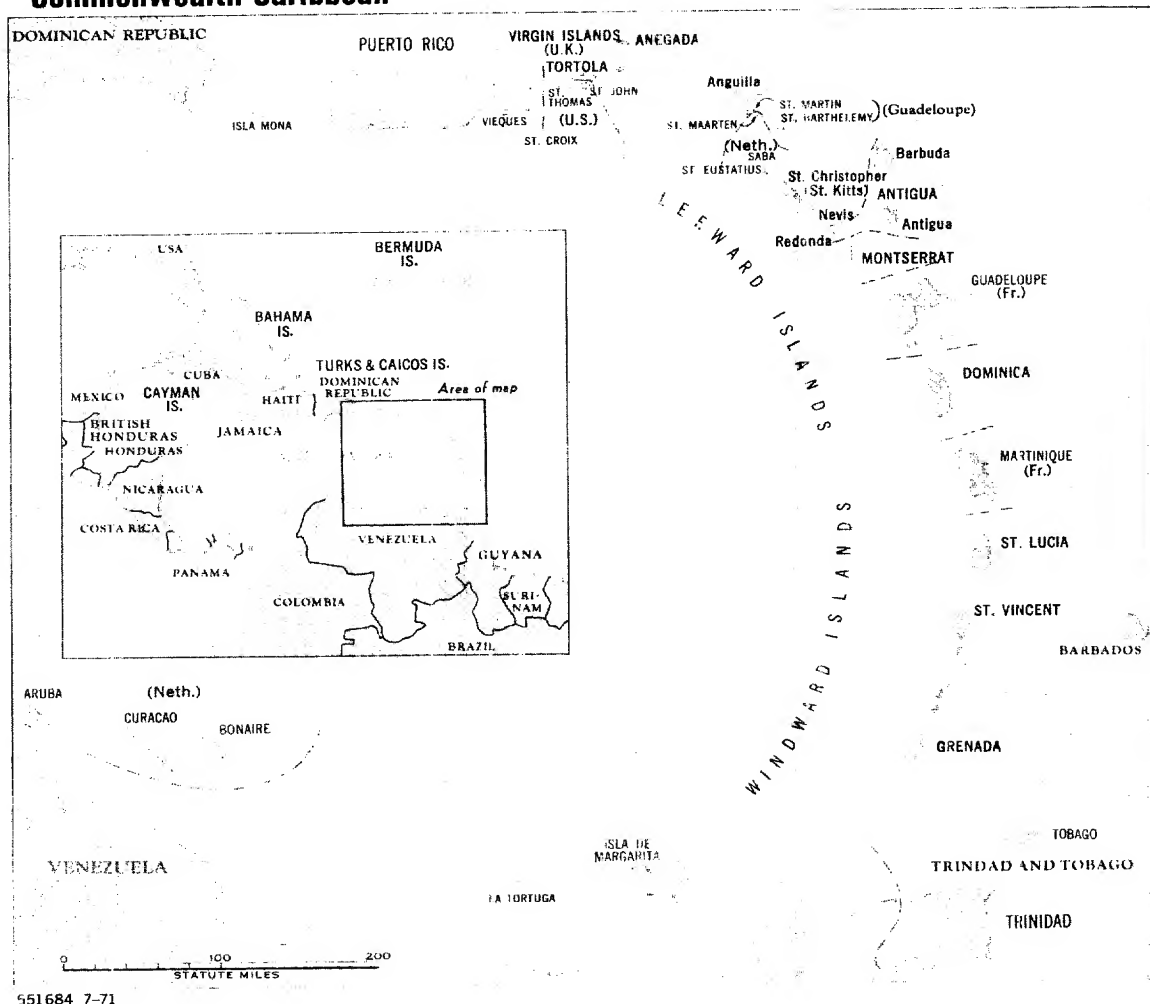 Commonwealth Caribbean
DOMINICAN REPUBLIC
PUERTO RICO
VIRGIN ISLANDS
(U.K.)
ANEGADA
TORTOLA
ST. THOMAS
ST JOHN
(U.S.)
ISLA MONA
VIEQUES
ST. CROIX
Anguilla
ST. MARTIN
ST. BARTHELEMY
(Guadeloupe)
ST. MAARTEN
(Neth.)
SABA
ST EUSTATIUS
Barbuda
St. Christopher
(St. Kitts)
ANTIGUA
Nevis
Antigua
Redonda
MONTSERRAT
GUADELOUPE
(Fr.)
LEEWARD ISLANDS
DOMINICA
MARTINIQUE
(Fr.)
ST. LUCIA
WINDWARD ISLANDS
ST. VINCENT
BARBADOS
GRENADA
USA
BERMUDA
IS.
BAHAMA
IS.
TURKS & CAICOS IS.
CUBA
DOMINICAN
REPUBLIC
Area of map
MEXICO
CAYMAN
IS.
HAITI
BRITISH
HONDURAS
JAMAICA
HONDURAS
NICARAGUA
COSTA RICA
PANAMA
VENEZUELA
GUYANA
COLOMBIA
SURI-
NAM
BRAZIL
ARUBA
(Neth.)
CURACAO
BONAIRE
VENEZUELA
ISLA DE
MARGARITA
LA TORTUGA
TOBAGO
TRINIDAD AND TOBAGO
TRINIDAD
0 100 200
STATUTE MILES
551684 7-71